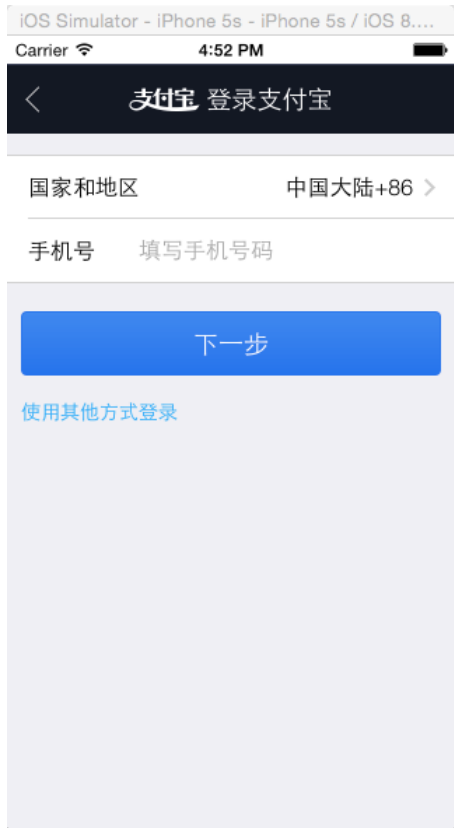 iOS Simulator - iPhone 5s - iPhone 5s / iOS 8....
Carrier 4:52 PM
支付宝 登录支付宝
国家和地区 中国大陆+86
手机号 填写手机号码
下一步
使用其他方式登录